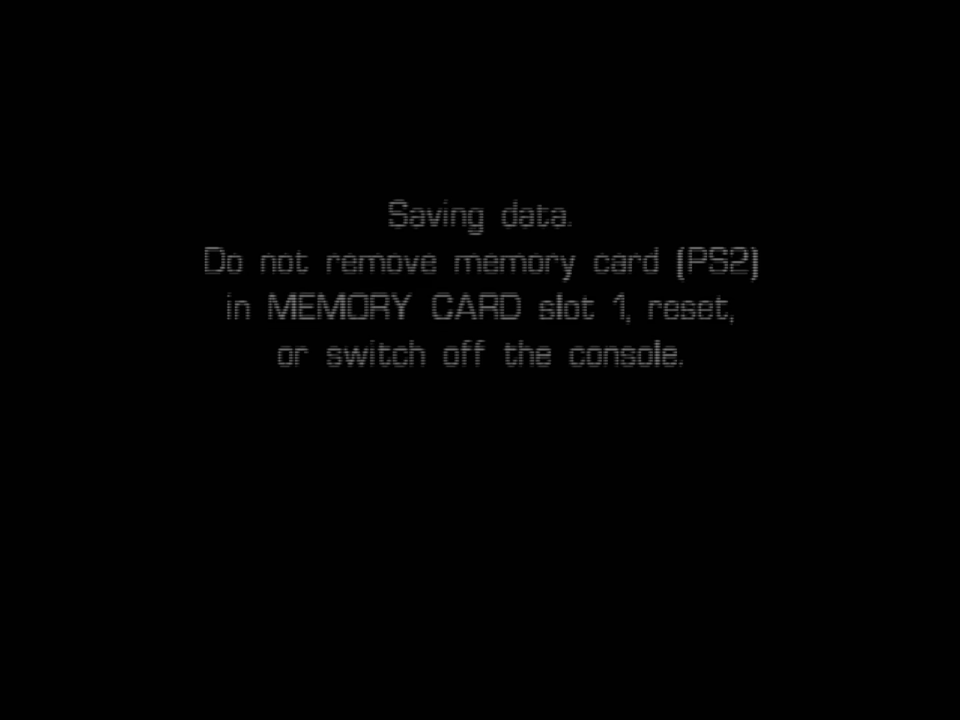 Saving data.
Do not remove memory card (PS2)
in MEMORY CARD slot 1, reset,
or switch off the console.